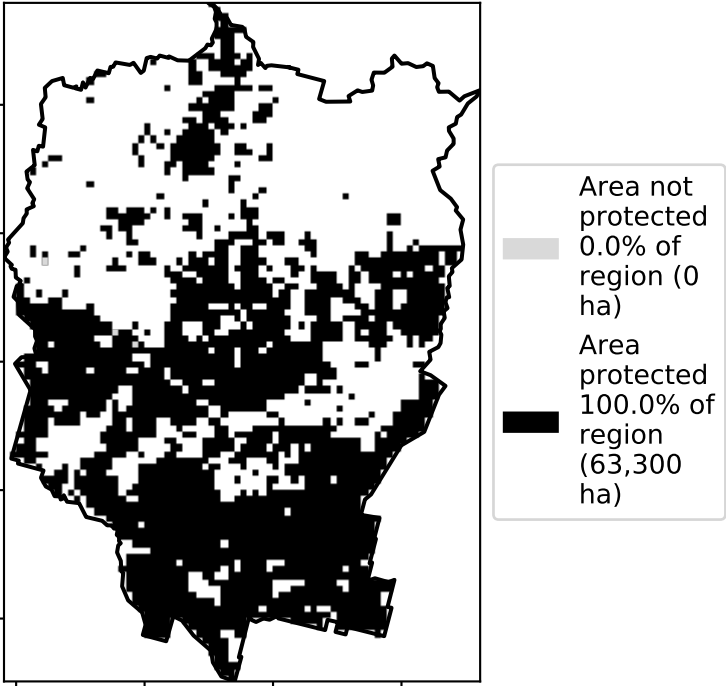 Area not
protected
0.0% of
region (0
ha)
Area
protected
100.0% of
region
(63,300
ha)